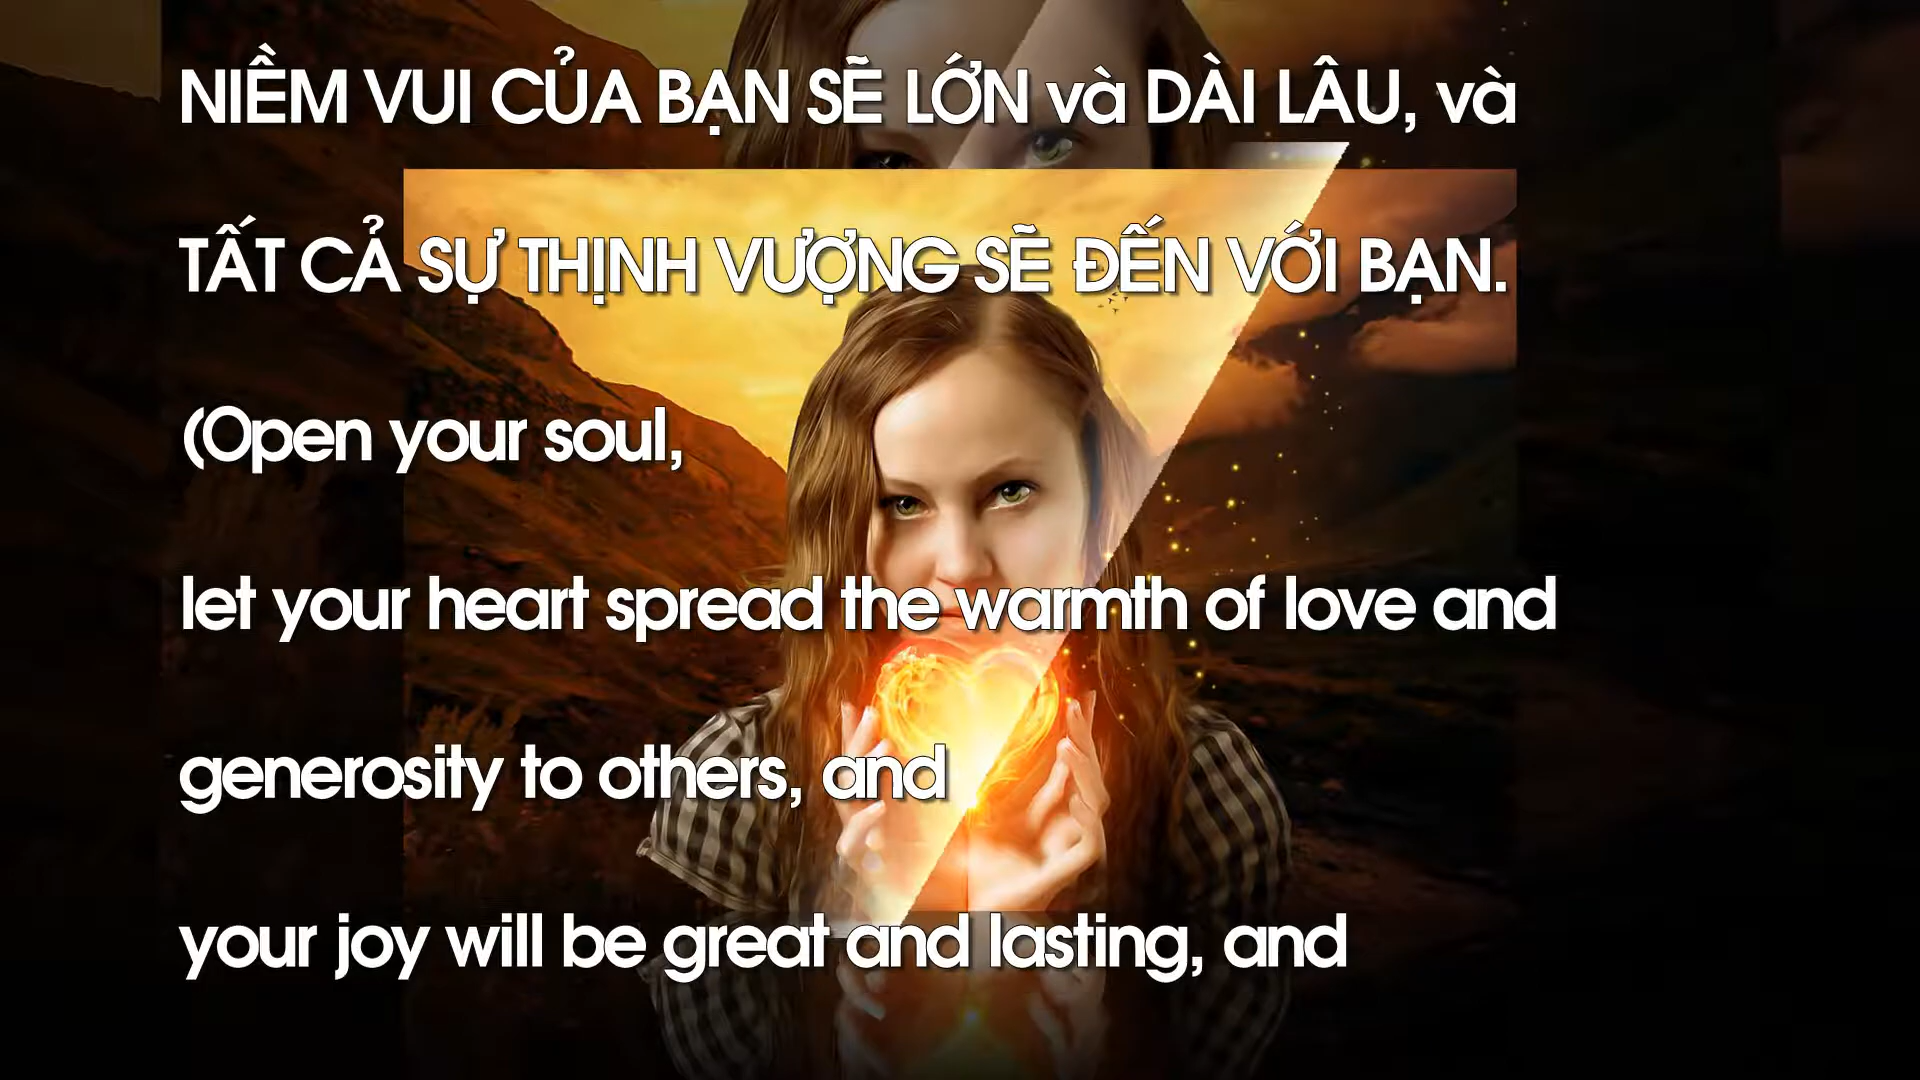 NIỀM VUI CỦA BẠN SẼ LỚN và DÀI LÂU, và
TẤT CẢ SỰ THỊNH VƯỢNG SẼ ĐẾN VỚI BẠN.
(Open your soul,
let your heart spread the warmth of love and
generosity to others, and
your joy will be great and lasting, and